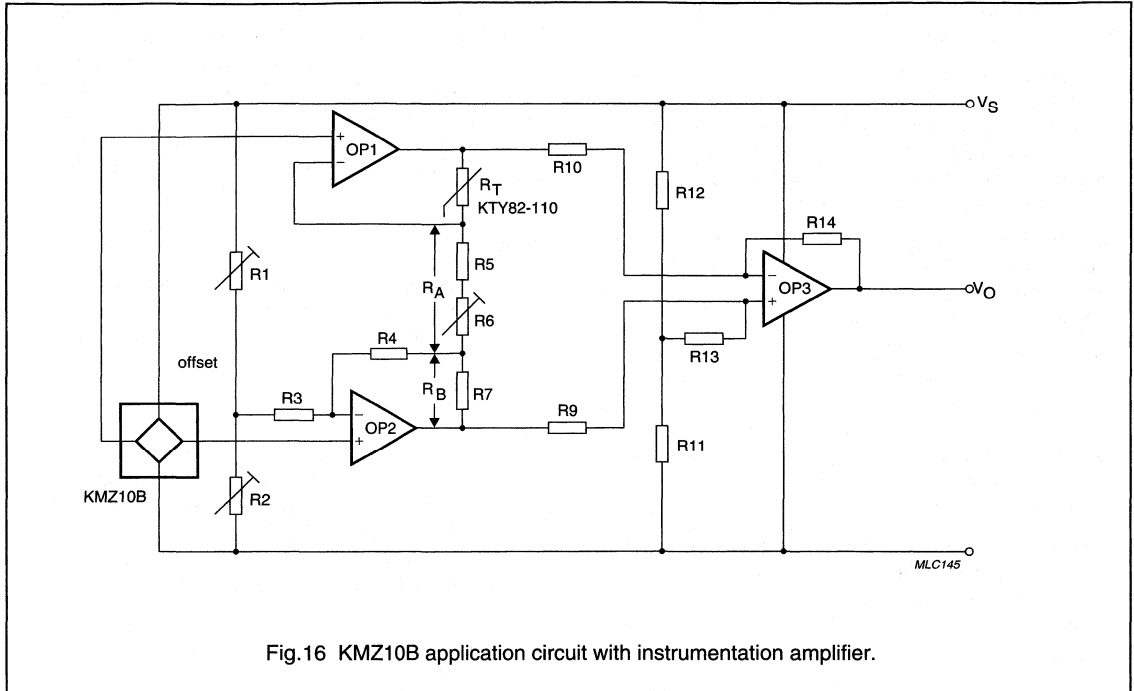 VS
+
OP1
−
R10
RT
KTY82-110
R12
R14
R1
R5
RA
−
OP3
+
VO
R6
R4
R13
offset
R3
RB
R7
−
OP2
+
R9
R11
KMZ10B
R2
MLC145
Fig.16 KMZ10B application circuit with instrumentation amplifier.